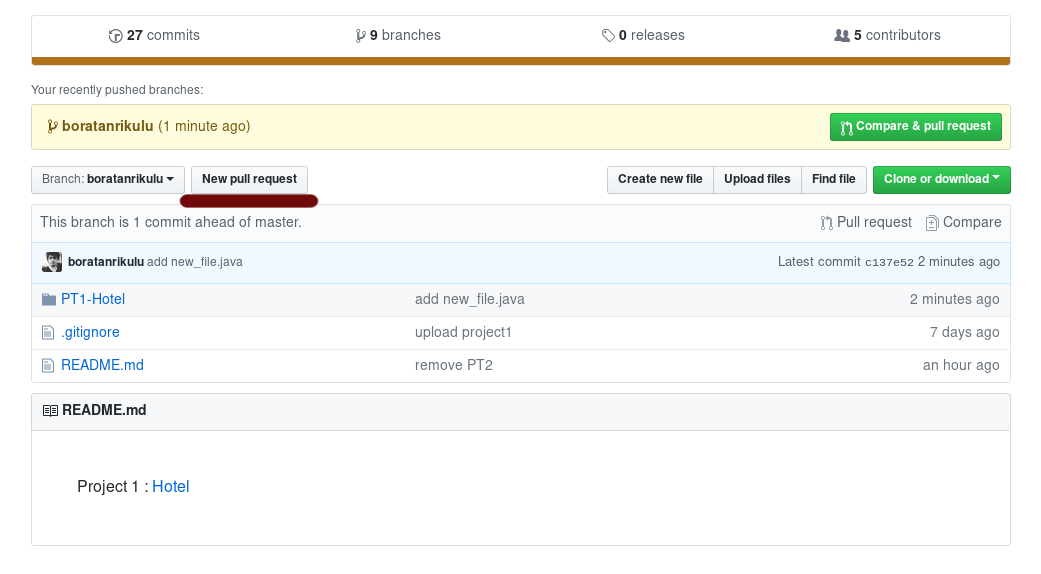 27 commits 9 branches 0 releases 5 contributors
Your recently pushed branches:
boratanrikulu (1 minute ago) Compare & pull request
Branch: boratanrikulu New pull request Create new file Upload files Find file Clone or download
This branch is 1 commit ahead of master. Pull request Compare
boratanrikulu add new_file.java Latest commit c137e52 2 minutes ago
PT1-Hotel add new_file.java 2 minutes ago
.gitignore upload project1 7 days ago
README.md remove PT2 an hour ago
README.md
Project 1 : Hotel